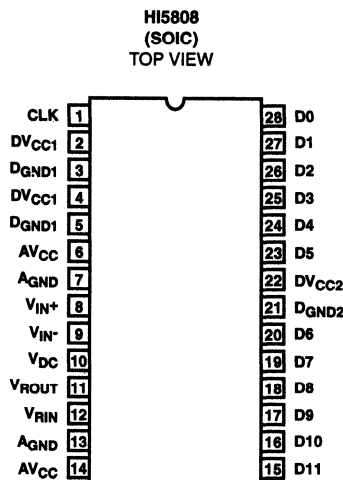 HI5808
(SOIC)
TOP VIEW
CLK 1 28 D0
DVCC1 2 27 D1
DGND1 3 26 D2
DVCC1 4 25 D3
DGND1 5 24 D4
AVCC 6 23 D5
AGND 7 22 DVCC2
VIN+ 8 21 DGND2
VIN- 9 20 D6
VDC 10 19 D7
VROUT 11 18 D8
VRIN 12 17 D9
AGND 13 16 D10
AVCC 14 15 D11